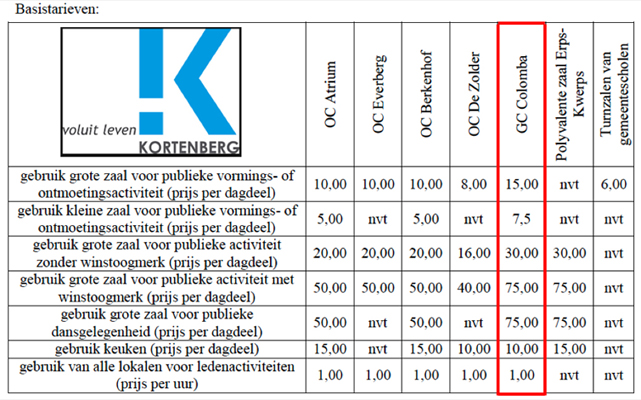 Basistarieven:
voluit leven
KORTENBERG
OC Atrium
OC Everberg
OC Berkenhof
OC De Zolder
GC Colomba
Polyvalente zaal Erps-
Kwerps
Turnzalen van
gemeentescholen
gebruik grote zaal voor publieke vormings- of
ontmoetingsactiviteit (prijs per dagdeel)
10,00 10,00 10,00 8,00 15,00 nvt 6,00
gebruik kleine zaal voor publieke vormings- of
ontmoetingsactiviteit (prijs per dagdeel)
5,00 nvt 5,00 nvt 7,5 nvt nvt
gebruik grote zaal voor publieke activiteit
zonder winstoogmerk (prijs per dagdeel)
20,00 20,00 20,00 16,00 30,00 30,00 nvt
gebruik grote zaal voor publieke activiteit met
winstoogmerk (prijs per dagdeel)
50,00 50,00 50,00 40,00 75,00 75,00 nvt
gebruik grote zaal voor publieke
dansgelegenheid (prijs per dagdeel)
50,00 nvt 50,00 nvt 75,00 75,00 nvt
gebruik keuken (prijs per dagdeel)
15,00 nvt 15,00 10,00 10,00 15,00 nvt
gebruik van alle lokalen voor ledenactiviteiten
(prijs per uur)
1,00 1,00 1,00 1,00 1,00 nvt nvt